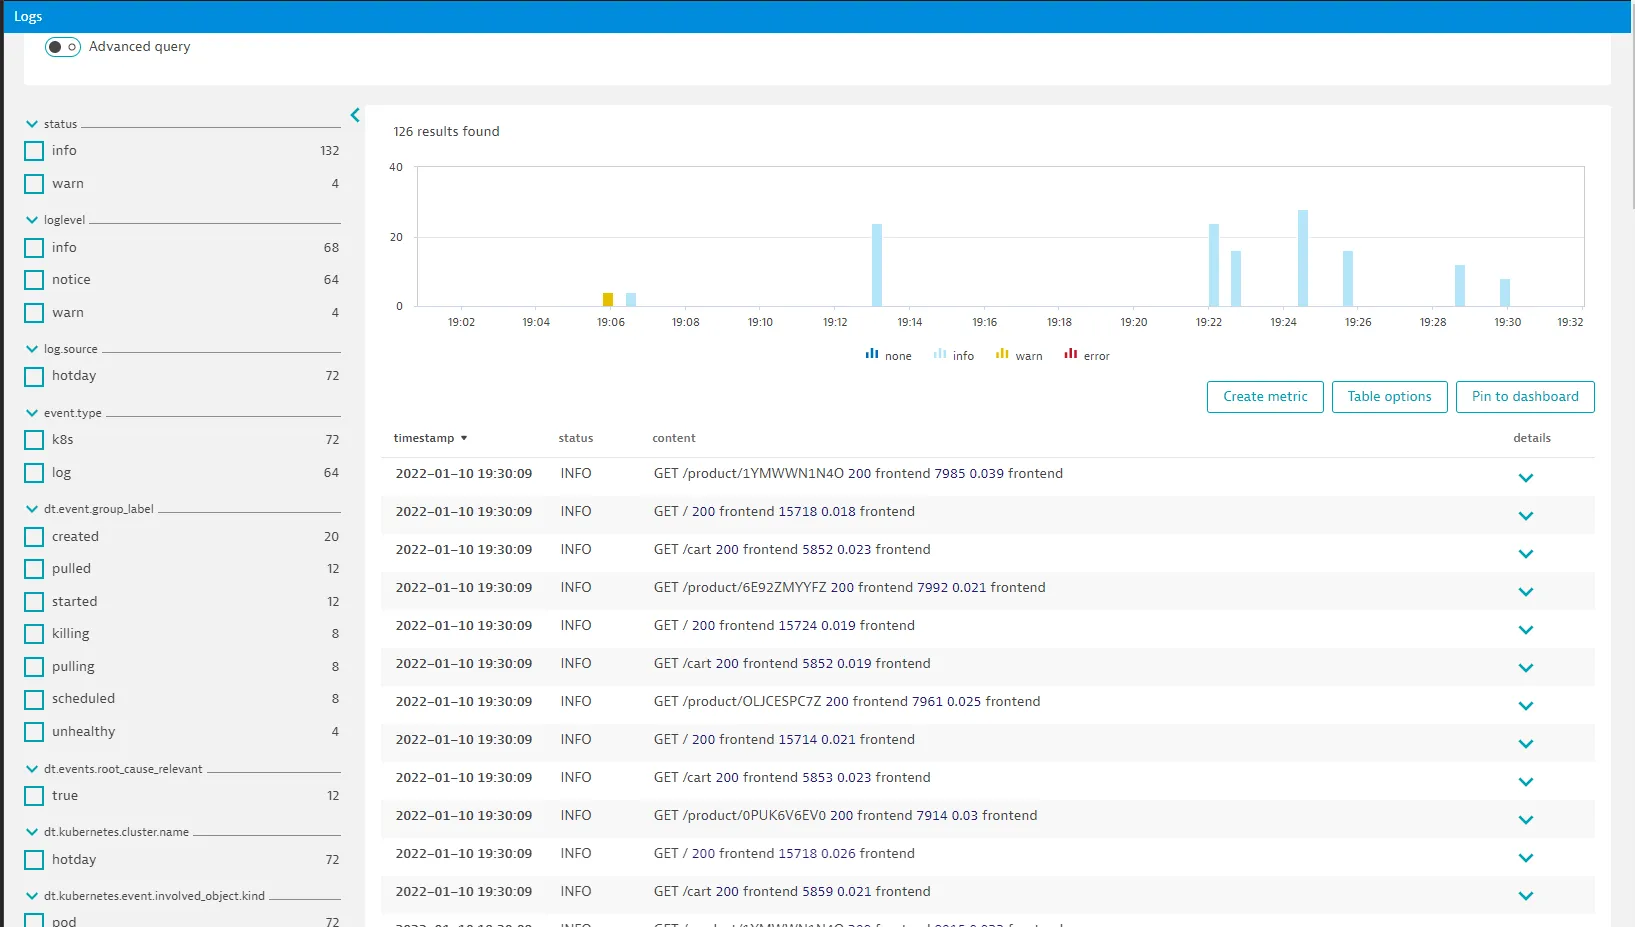 Logs
Advanced query
status
info 132
warn 4
loglevel
info 68
notice 64
warn 4
log.source
hotday 72
event.type
k8s 72
log 64
dt.event.group_label
created 20
pulled 12
started 12
killing 8
pulling 8
scheduled 8
unhealthy 4
dt.events.root_cause_relevant
true 12
dt.kubernetes.cluster.name
hotday 72
dt.kubernetes.event.involved_object.kind
pod 72
126 results found
40
20
0
19:02 19:04 19:06 19:08 19:10 19:12 19:14 19:16 19:18 19:20 19:22 19:24 19:26 19:28 19:30 19:32
none info warn error
Create metric Table options Pin to dashboard
timestamp status content details
2022-01-10 19:30:09 INFO GET /product/1YMWWN1N4O 200 frontend 7985 0.039 frontend
2022-01-10 19:30:09 INFO GET / 200 frontend 15718 0.018 frontend
2022-01-10 19:30:09 INFO GET /cart 200 frontend 5852 0.023 frontend
2022-01-10 19:30:09 INFO GET /product/6E92ZMYYFZ 200 frontend 7992 0.021 frontend
2022-01-10 19:30:09 INFO GET / 200 frontend 15724 0.019 frontend
2022-01-10 19:30:09 INFO GET /cart 200 frontend 5852 0.019 frontend
2022-01-10 19:30:09 INFO GET /product/OLJCESPC7Z 200 frontend 7961 0.025 frontend
2022-01-10 19:30:09 INFO GET / 200 frontend 15714 0.021 frontend
2022-01-10 19:30:09 INFO GET /cart 200 frontend 5853 0.023 frontend
2022-01-10 19:30:09 INFO GET /product/0PUK6V6EV0 200 frontend 7914 0.03 frontend
2022-01-10 19:30:09 INFO GET / 200 frontend 15718 0.026 frontend
2022-01-10 19:30:09 INFO GET /cart 200 frontend 5859 0.021 frontend